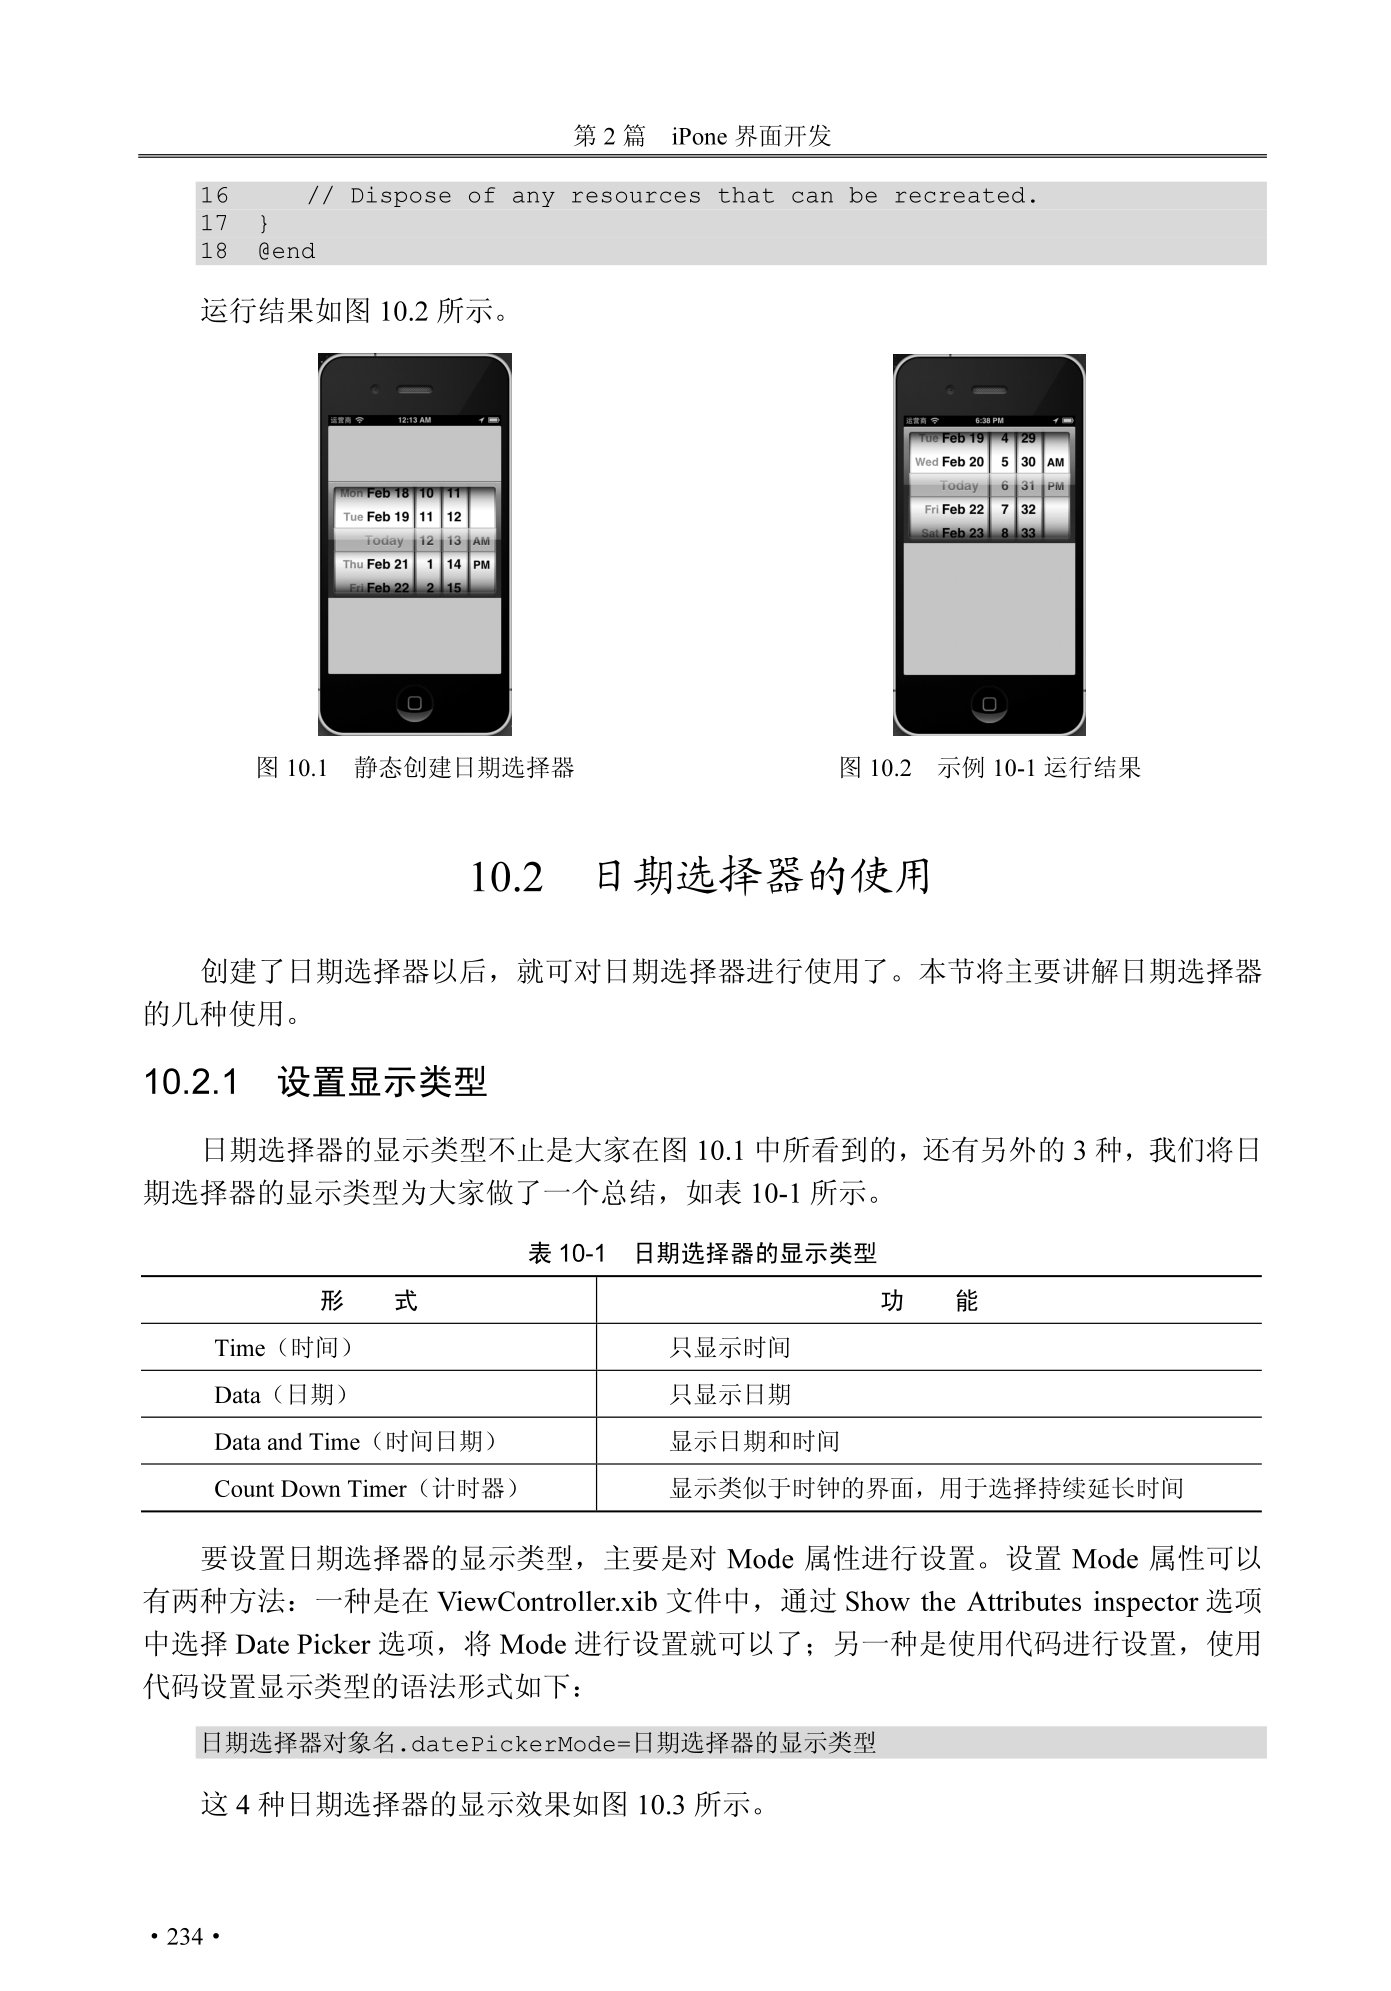 第 2 篇　iPone 界面开发
16　　// Dispose of any resources that can be recreated.
17　}
18　@end
运行结果如图 10.2 所示。
运营商 12:13 AM
Mon Feb 18 10 11
Tue Feb 19 11 12
Today 12 13 AM
Thu Feb 21 1 14 PM
Fri Feb 22 2 15
运营商 6:38 PM
Tue Feb 19 4 29
Wed Feb 20 5 30 AM
Today 6 31 PM
Fri Feb 22 7 32
Sat Feb 23 8 33
图 10.1　静态创建日期选择器
图 10.2　示例 10-1 运行结果
10.2　日期选择器的使用
创建了日期选择器以后，就可对日期选择器进行使用了。本节将主要讲解日期选择器
的几种使用。
10.2.1　设置显示类型
日期选择器的显示类型不止是大家在图 10.1 中所看到的，还有另外的 3 种，我们将日
期选择器的显示类型为大家做了一个总结，如表 10-1 所示。
表 10-1　日期选择器的显示类型
形　　式　　功　　能
Time（时间）　只显示时间
Data（日期）　只显示日期
Data and Time（时间日期）　显示日期和时间
Count Down Timer（计时器）　显示类似于时钟的界面，用于选择持续延长时间
要设置日期选择器的显示类型，主要是对 Mode 属性进行设置。设置 Mode 属性可以
有两种方法：一种是在 ViewController.xib 文件中，通过 Show the Attributes inspector 选项
中选择 Date Picker 选项，将 Mode 进行设置就可以了；另一种是使用代码进行设置，使用
代码设置显示类型的语法形式如下：
日期选择器对象名.datePickerMode=日期选择器的显示类型
这 4 种日期选择器的显示效果如图 10.3 所示。
· 234 ·